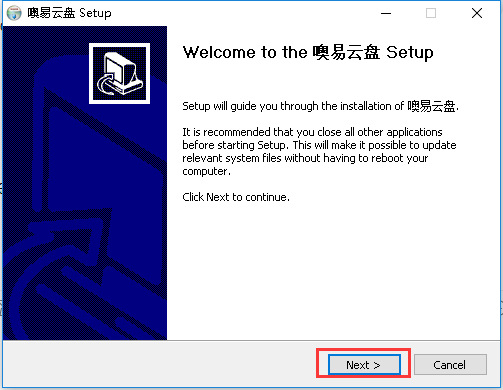 噢易云盘 Setup
Welcome to the 噢易云盘 Setup
Setup will guide you through the installation of 噢易云盘.
It is recommended that you close all other applications
before starting Setup. This will make it possible to update
relevant system files without having to reboot your
computer.
Click Next to continue.
Next >
Cancel